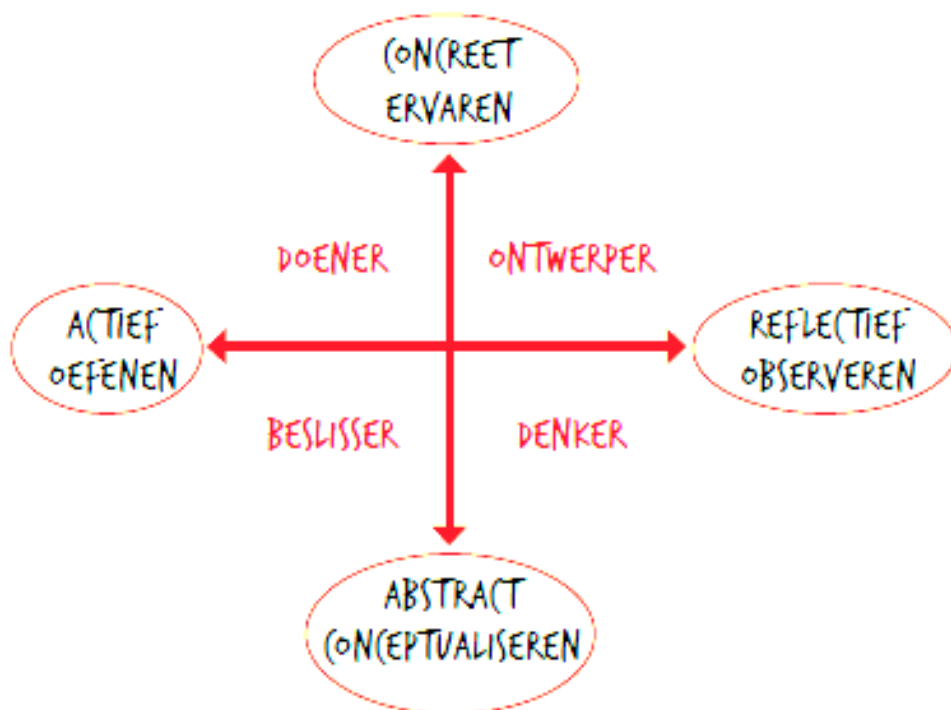 CONCREET
ERVAREN
DOENER
ONTWERPER
ACTIEF
OEFENEN
REFLECTIEF
OBSERVEREN
BESLISSER
DENKER
ABSTRACT
CONCEPTUALISEREN